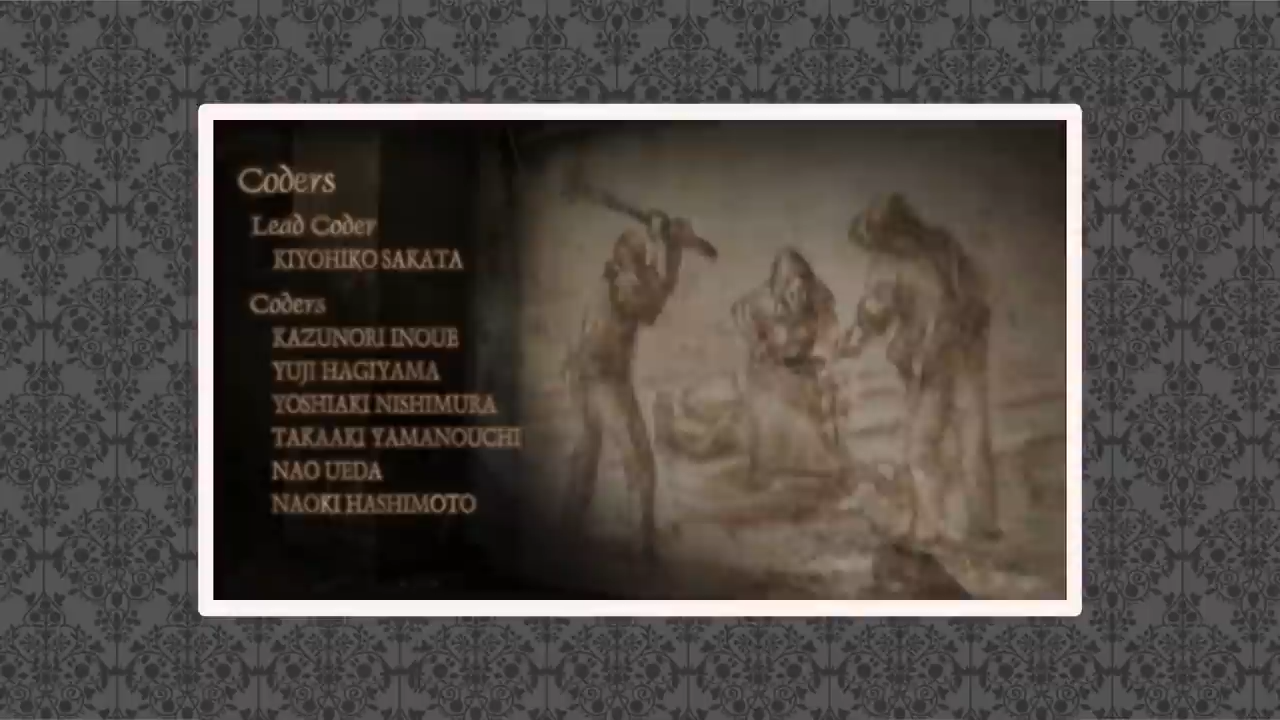 Coders
Lead Coder
KIYOHIKO SAKATA
Coders
KAZUNORI INOUE
YUJI HAGIYAMA
YOSHIAKI NISHIMURA
TAKAAKI YAMANOUCHI
NAO UEDA
NAOKI HASHIMOTO